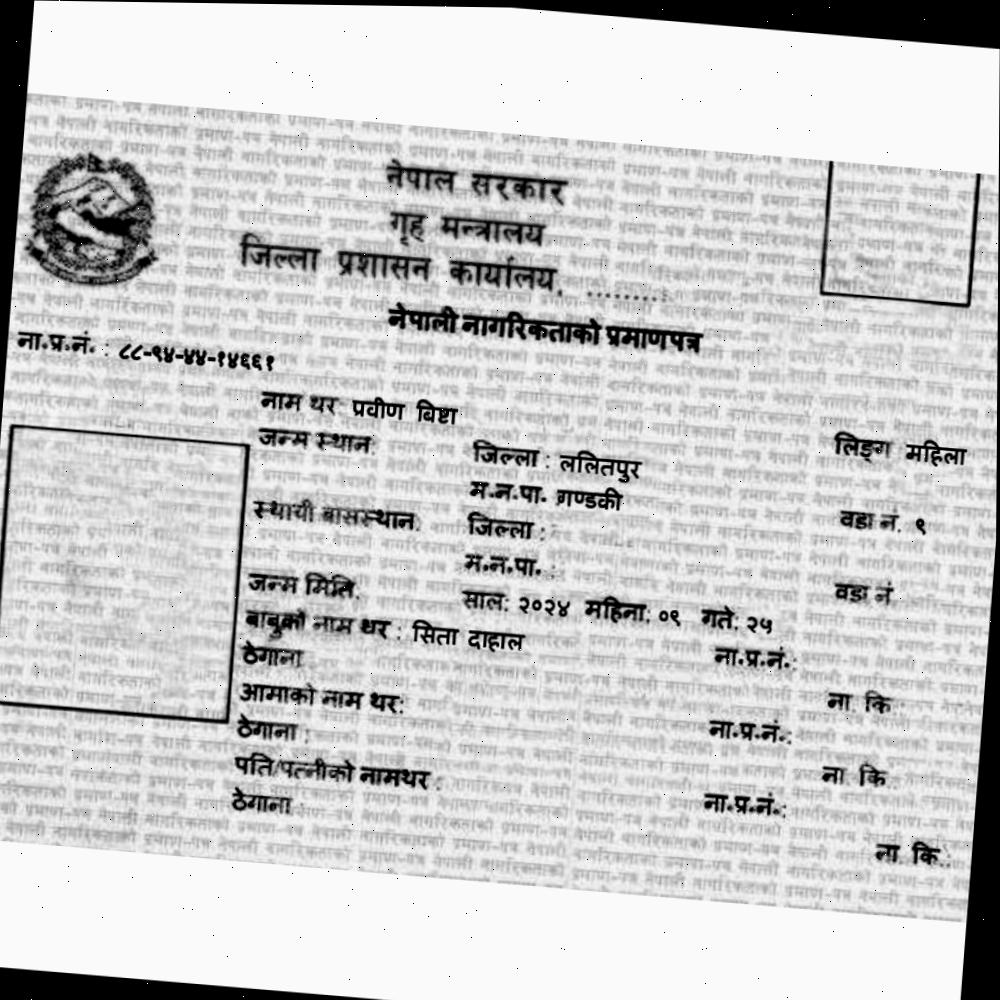 नेपाल सरकार
गृह मन्त्रालय
जिल्ला प्रशासन कार्यालय, .........
नेपाली नागरिकताको प्रमाणपत्र
ना.प्र.नं. : ८८-९४-४४-१४६६१
नाम थर: प्रवीण विष्टा
लिङ्ग महिला
जन्म स्थान: जिल्ला : ललितपुर
म.न.पा. गण्डकी वडा नं. ९
स्थायी बासस्थान: जिल्ला :
म.न.पा. : वडा नं
जन्म मिति: साल: २०२४ महिना: ०९ गते: २५
बाबुको नाम थर : सिता दाहाल ना.प्र.नं.:
ठेगाना : ना. कि.:
आमाको नाम थर: ना.प्र.नं.:
ठेगाना : ना. कि.:
पति/पत्नीको नामथर : ना.प्र.नं.:
ठेगाना : ना. कि.: